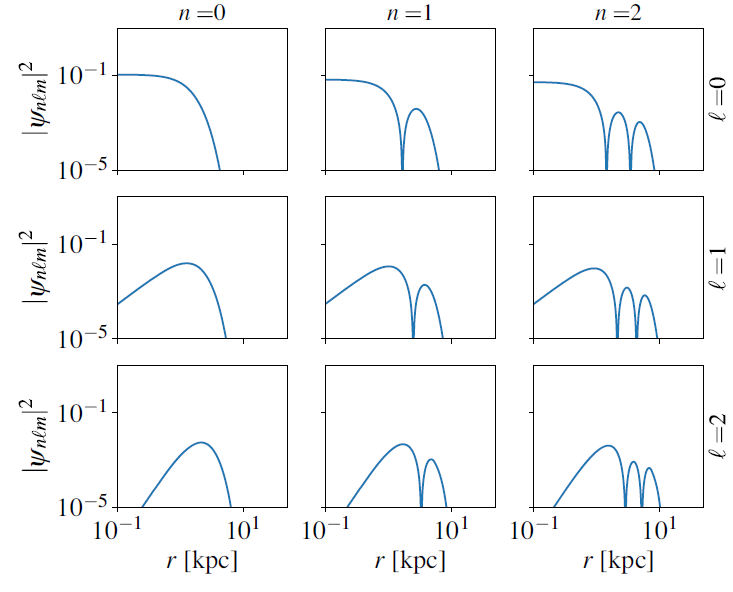 n =0 n =1 n =2
|ψnℓm|² 10⁻¹ 10⁻⁵ ℓ =0
|ψnℓm|² 10⁻¹ 10⁻⁵ ℓ =1
|ψnℓm|² 10⁻¹ 10⁻⁵ ℓ =2
10⁻¹ 10¹ 10⁻¹ 10¹ 10⁻¹ 10¹
r [kpc] r [kpc] r [kpc]